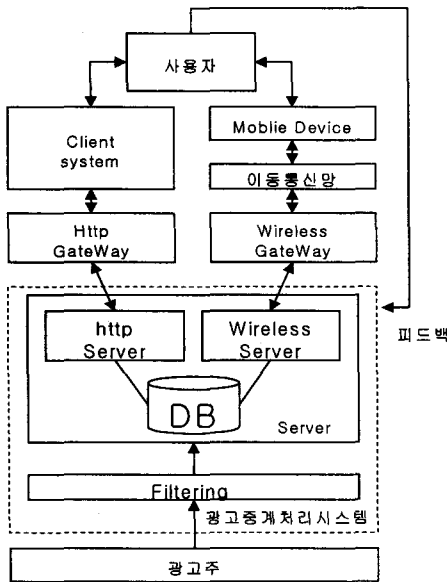 사용자
Client
system
Moblie Device
이동통신망
Http
GateWay
Wireless
GateWay
피드백
http
Server
Wireless
Server
DB
Server
Filtering
광고중계처리시스템
광고주